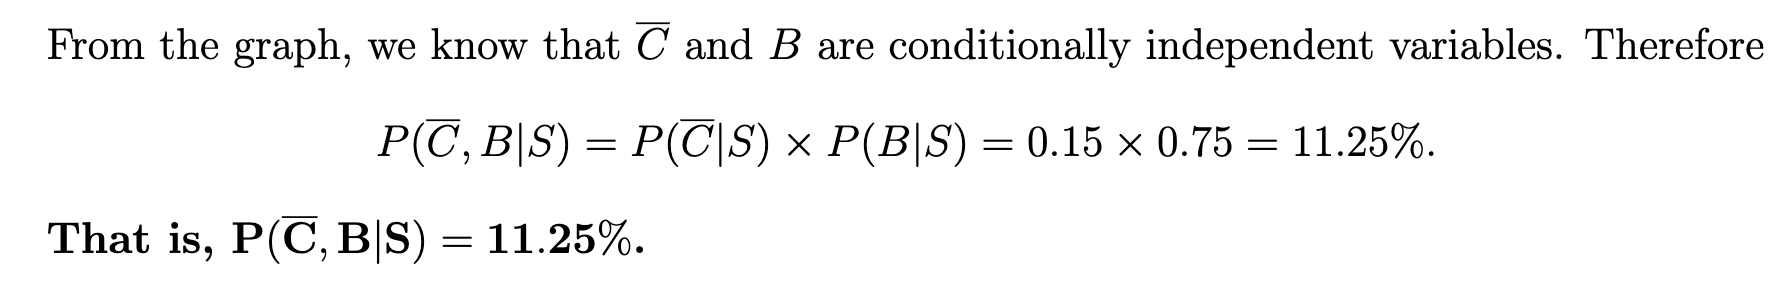 From the graph, we know that C̅ and B are conditionally independent variables. Therefore
P(C̅, B|S) = P(C̅|S) × P(B|S) = 0.15 × 0.75 = 11.25%.
That is, P(C̅, B|S) = 11.25%.